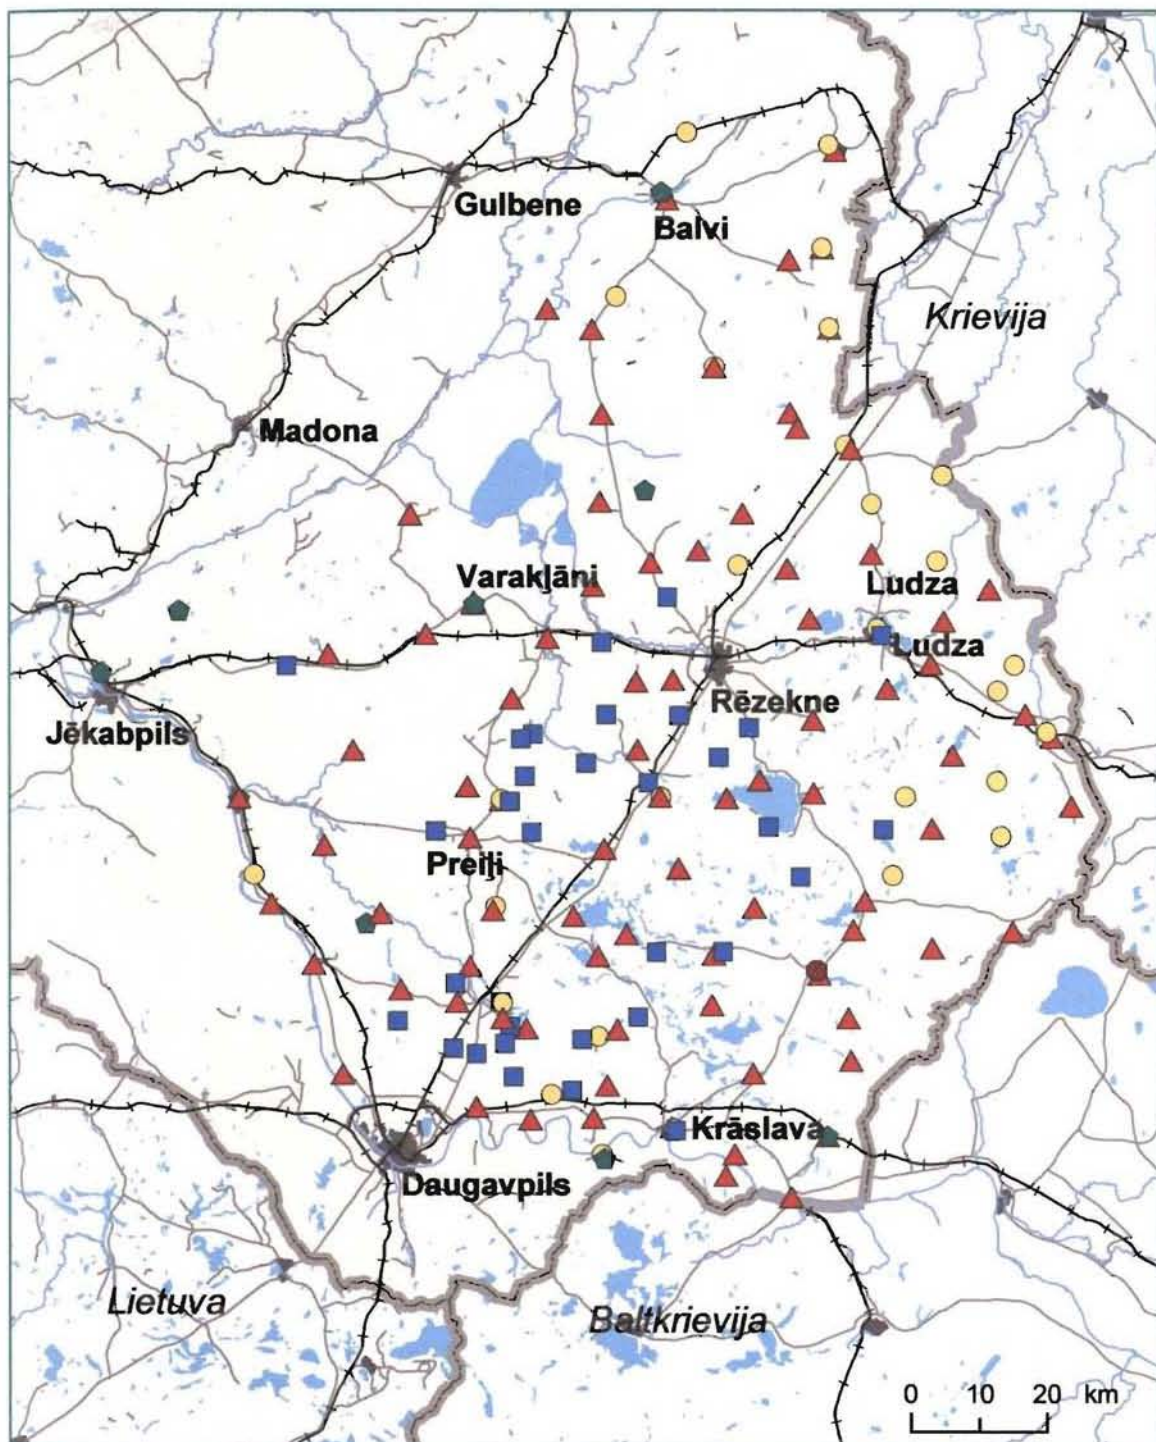 Gulbene
Balvi
Krievija
Madona
Varakļāni
Ludza
Ludza
Rēzekne
Jēkabpils
Preiļi
Krāslava
Daugavpils
Lietuva
Baltkrievija
0 10 20 km